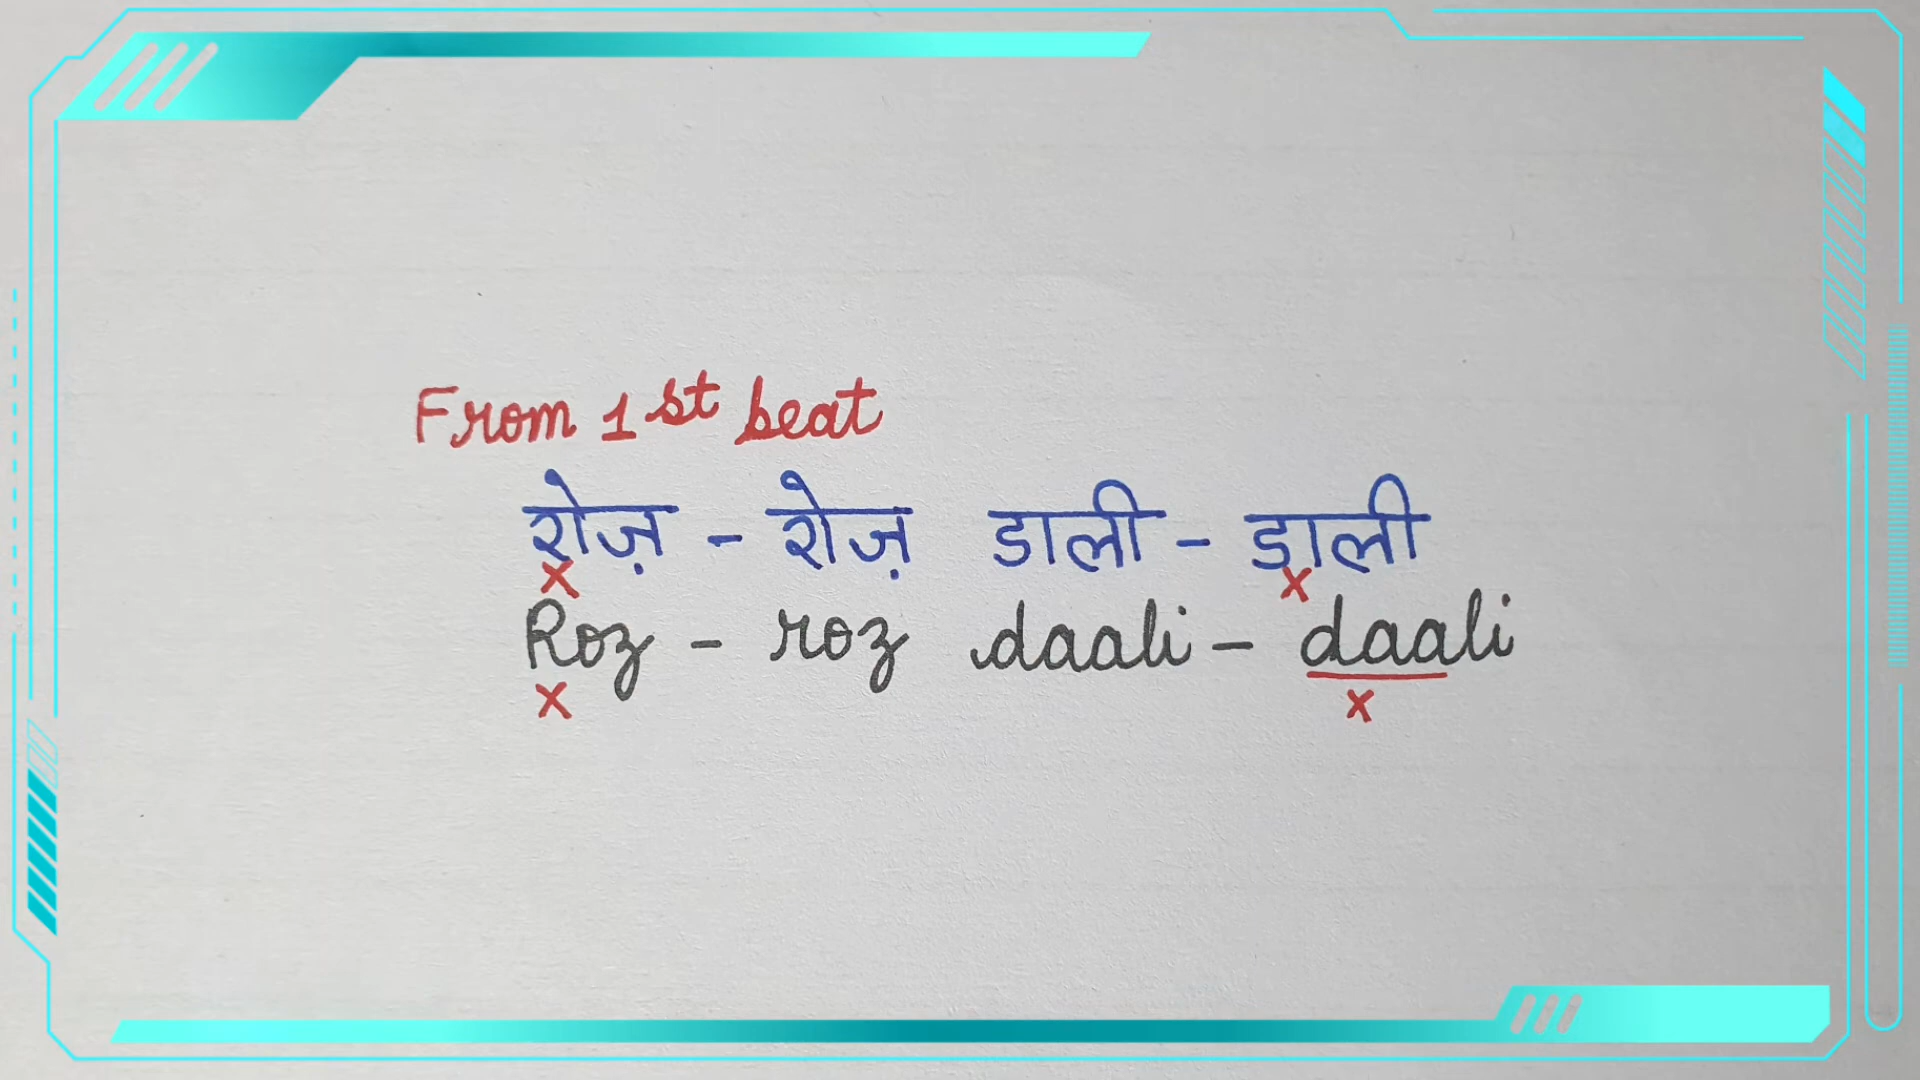 From 1st beat
रोज़ - रोज़ डाली - डाली
x x
Roz - roz daali - daali
x x